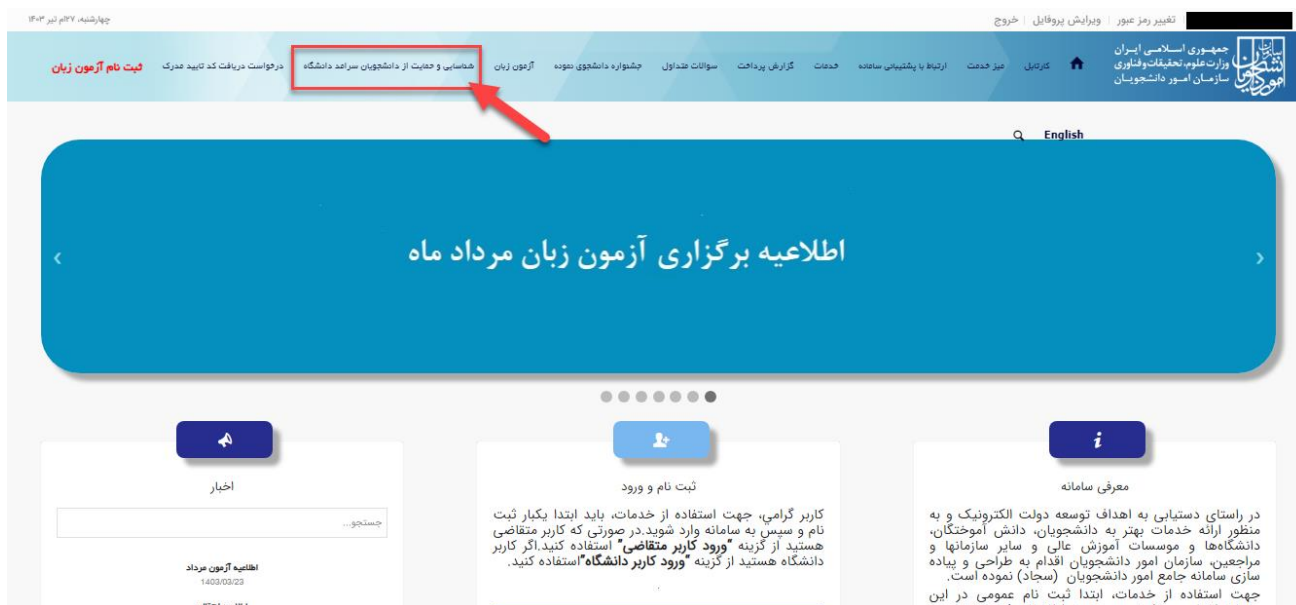 تغییر رمز عبور | ویرایش پروفایل | خروج
چهارشنبه، ۲۷ام تیر ۱۴۰۳
سازمان امور دانشجویان
جمهوری اسلامی ایران
وزارت علوم، تحقیقات و فناوری
سازمان امور دانشجویان
کارتابل
میز خدمت
ارتباط با پشتیبانی سامانه
خدمات
گزارش پرداخت
سوالات متداول
جشنواره دانشجوی نمونه
آزمون زبان
شناسایی و حمایت از دانشجویان سرآمد دانشگاه
درخواست دریافت کد تایید مدرک
ثبت نام آزمون زبان
English
اطلاعیه برگزاری آزمون زبان مرداد ماه
معرفی سامانه
در راستای دستیابی به اهداف توسعه دولت الکترونیک و به
منظور ارائه خدمات بهتر به دانشجویان، دانش آموختگان،
دانشگاه‌ها و موسسات آموزش عالی و سایر سازمانها و
مراجعین، سازمان امور دانشجویان اقدام به طراحی و پیاده
سازی سامانه جامع امور دانشجویان (سجاد) نموده است.
جهت استفاده از خدمات، ابتدا ثبت نام عمومی در این
ثبت نام و ورود
کاربر گرامی، جهت استفاده از خدمات، باید ابتدا یکبار ثبت
نام و سپس به سامانه وارد شوید.در صورتی که کاربر متقاضی
هستید از گزینه “ورود کاربر متقاضی” استفاده کنید.اگر کاربر
دانشگاه هستید از گزینه “ورود کاربر دانشگاه”استفاده کنید.
اخبار
جستجو...
اطلاعیه آزمون مرداد
1403/03/23